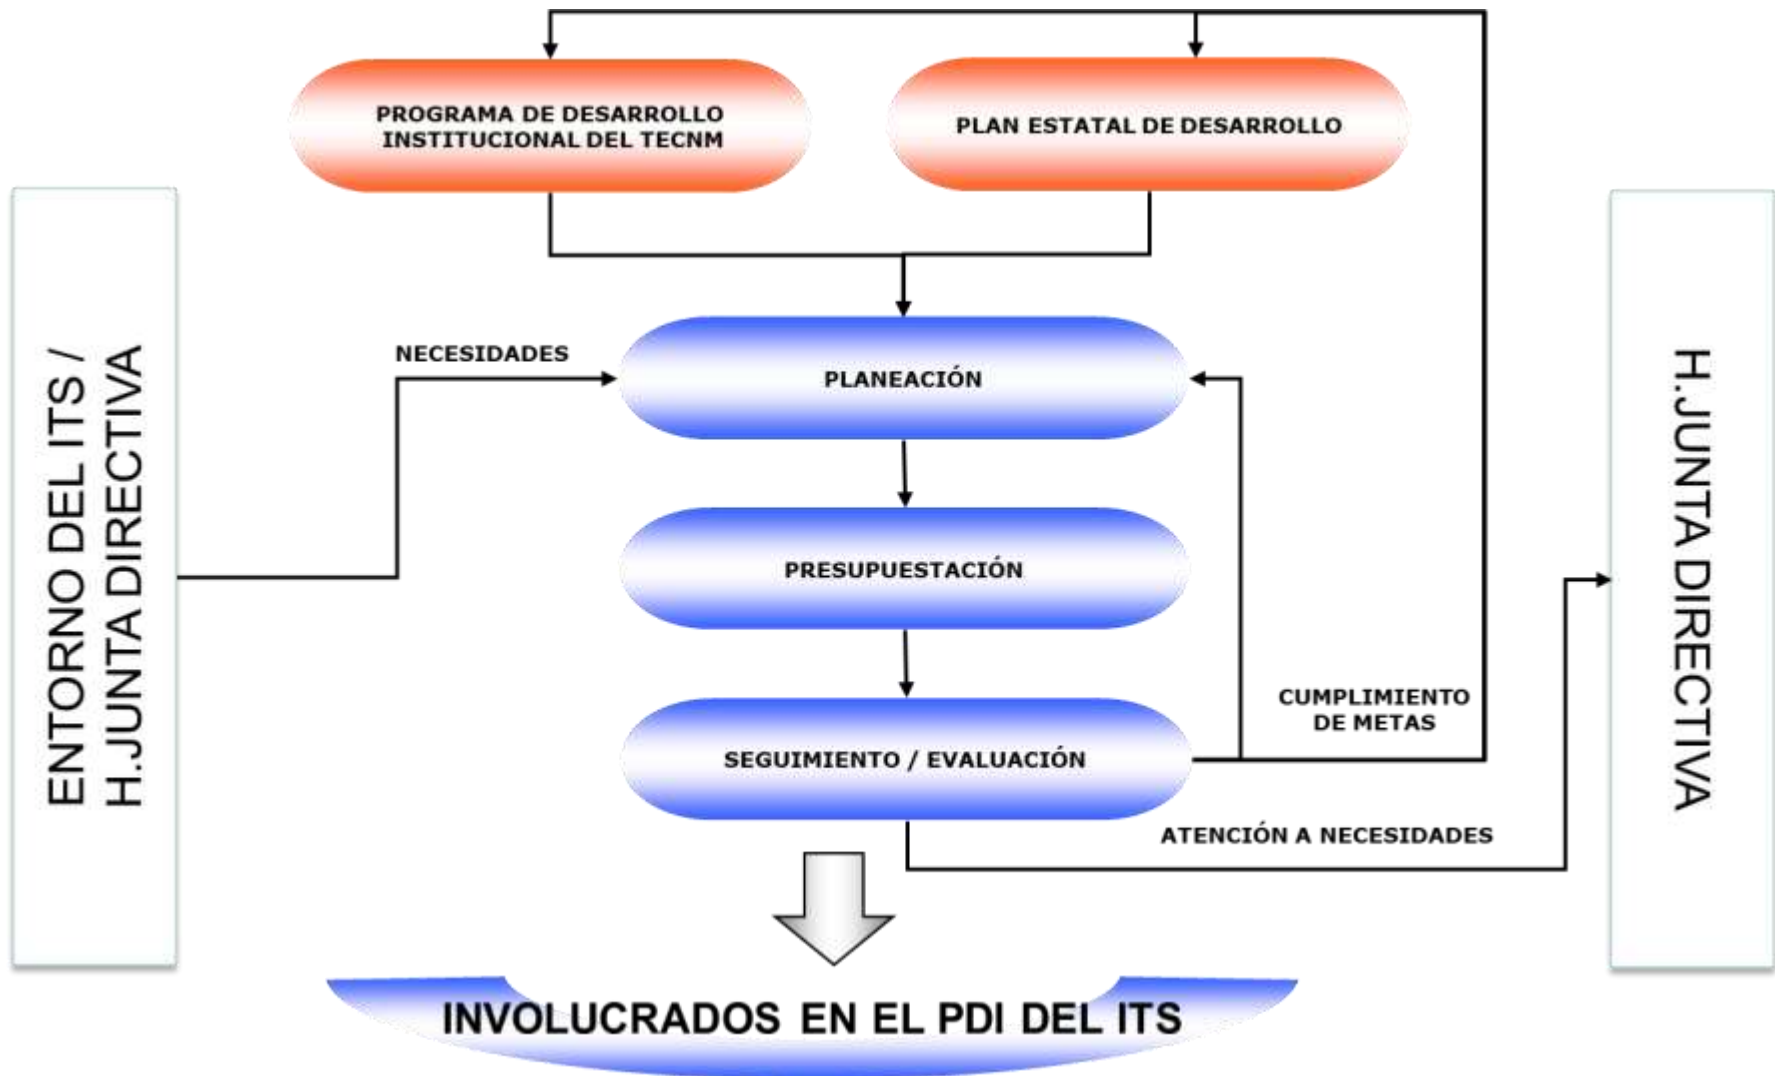 PROGRAMA DE DESARROLLO
INSTITUCIONAL DEL TECNM
PLAN ESTATAL DE DESARROLLO
ENTORNO DEL ITS /
H.JUNTA DIRECTIVA
NECESIDADES
PLANEACIÓN
PRESUPUESTACIÓN
SEGUIMIENTO / EVALUACIÓN
CUMPLIMIENTO
DE METAS
ATENCIÓN A NECESIDADES
H.JUNTA DIRECTIVA
INVOLUCRADOS EN EL PDI DEL ITS